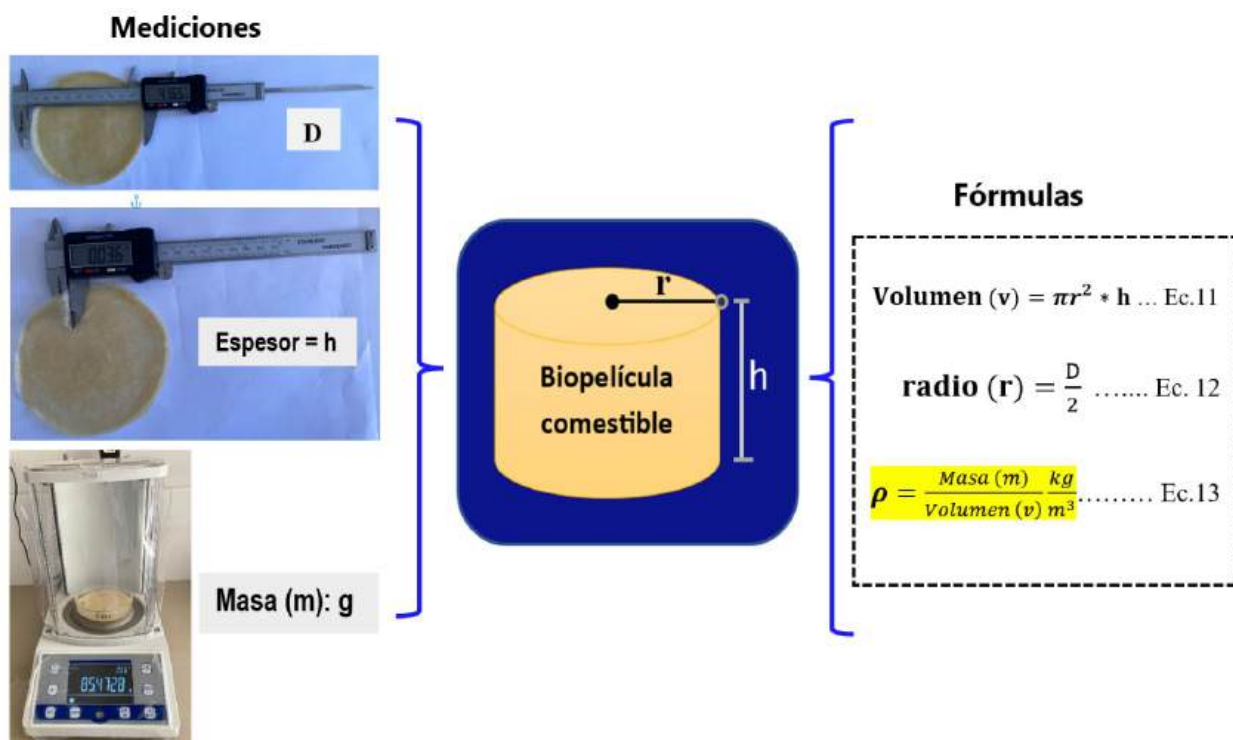 Mediciones
D
Espesor = h
Masa (m): g
r
h
Biopelícula
comestible
Fórmulas
Volumen (v) = πr² * h ... Ec.11
radio (r) = D/2 ....... Ec. 12
ρ = Masa (m)/Volumen (v) kg/m³......... Ec.13